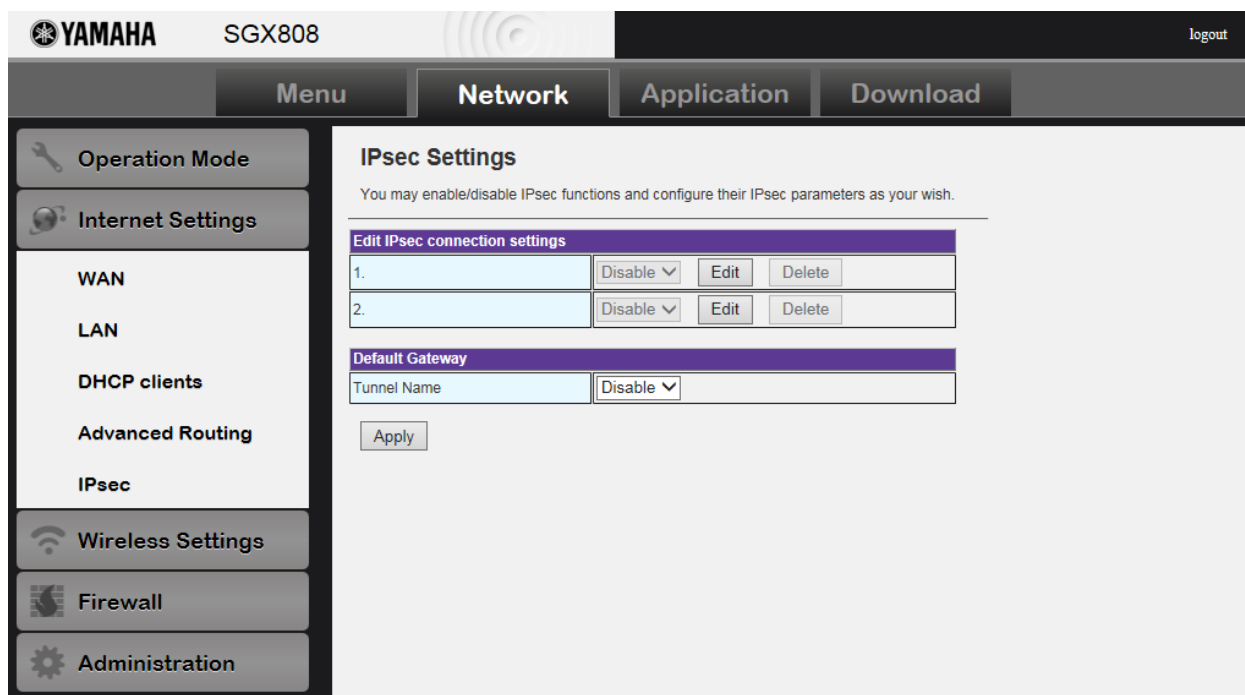 YAMAHA SGX808 logout
Menu Network Application Download
Operation Mode
Internet Settings
WAN
LAN
DHCP clients
Advanced Routing
IPsec
Wireless Settings
Firewall
Administration
IPsec Settings
You may enable/disable IPsec functions and configure their IPsec parameters as your wish.
Edit IPsec connection settings
1. Disable Edit Delete
2. Disable Edit Delete
Default Gateway
Tunnel Name Disable
Apply